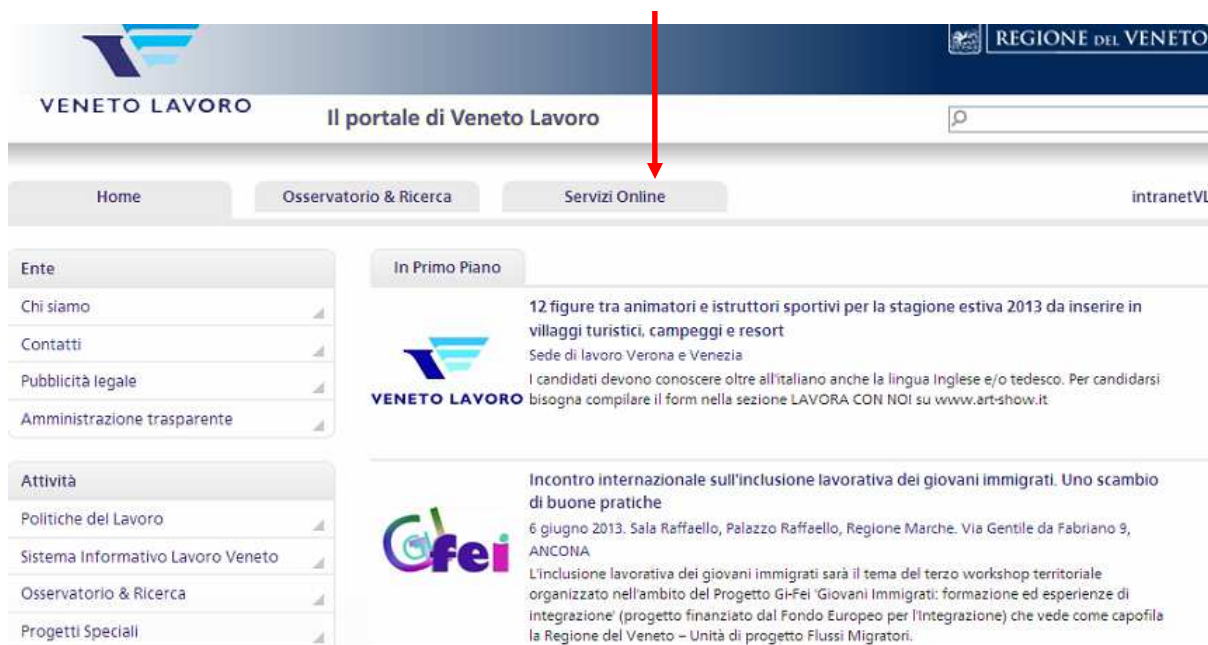 REGIONE DEL VENETO
VENETO LAVORO
Il portale di Veneto Lavoro
Home
Osservatorio & Ricerca
Servizi Online
intranetVL
Ente
Chi siamo
Contatti
Pubblicità legale
Amministrazione trasparente
Attività
Politiche del Lavoro
Sistema Informativo Lavoro Veneto
Osservatorio & Ricerca
Progetti Speciali
In Primo Piano
VENETO LAVORO
12 figure tra animatori e istruttori sportivi per la stagione estiva 2013 da inserire in
villaggi turistici, campeggi e resort
Sede di lavoro Verona e Venezia
I candidati devono conoscere oltre all'italiano anche la lingua Inglese e/o tedesco. Per candidarsi
bisogna compilare il form nella sezione LAVORA CON NOI su www.art-show.it
Gifei
Incontro internazionale sull'inclusione lavorativa dei giovani immigrati. Uno scambio
di buone pratiche
6 giugno 2013. Sala Raffaello, Palazzo Raffaello, Regione Marche. Via Gentile da Fabriano 9,
ANCONA
L'inclusione lavorativa dei giovani immigrati sarà il tema del terzo workshop territoriale
organizzato nell'ambito del Progetto Gi-Fei 'Giovani Immigrati: formazione ed esperienze di
integrazione' (progetto finanziato dal Fondo Europeo per l'Integrazione) che vede come capofila
la Regione del Veneto – Unità di progetto Flussi Migratori.